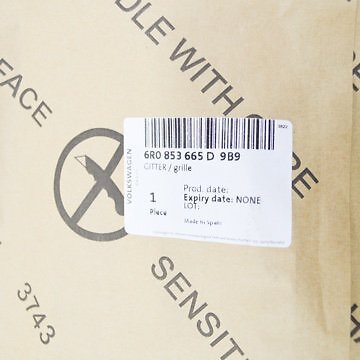 DLE WITH CARE
FACE
VOLKSWAGEN
6R0 853 665 D 9B9
GITTER / grille
1
Piece
Prod. date:
Expiry date: NONE
LOT:
Made in Spain
SENSITI
3743